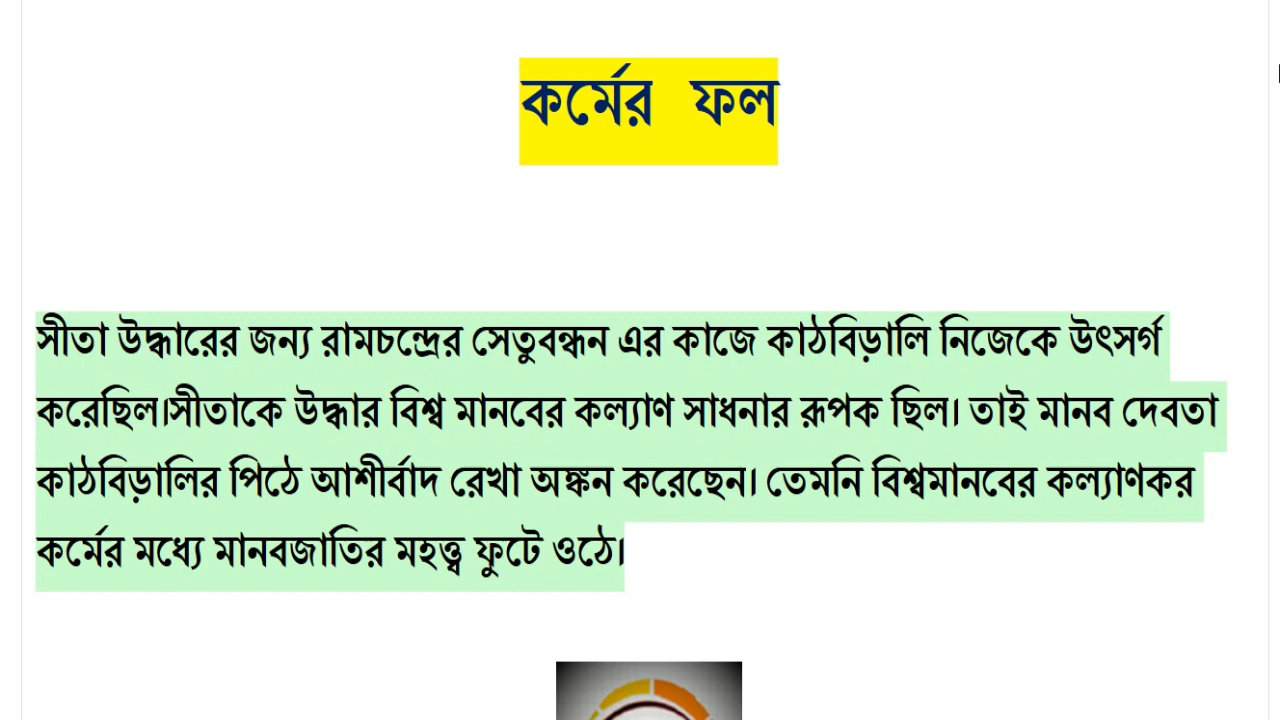 কর্মের ফল
সীতা উদ্ধারের জন্য রামচন্দ্রের সেতুবন্ধন এর কাজে কাঠবিড়ালি নিজেকে উৎসর্গ
করেছিল।সীতাকে উদ্ধার বিশ্ব মানবের কল্যাণ সাধনার রূপক ছিল। তাই মানব দেবতা
কাঠবিড়ালির পিঠে আশীর্বাদ রেখা অঙ্কন করেছেন। তেমনি বিশ্বমানবের কল্যাণকর
কর্মের মধ্যে মানবজাতির মহত্ত্ব ফুটে ওঠে।